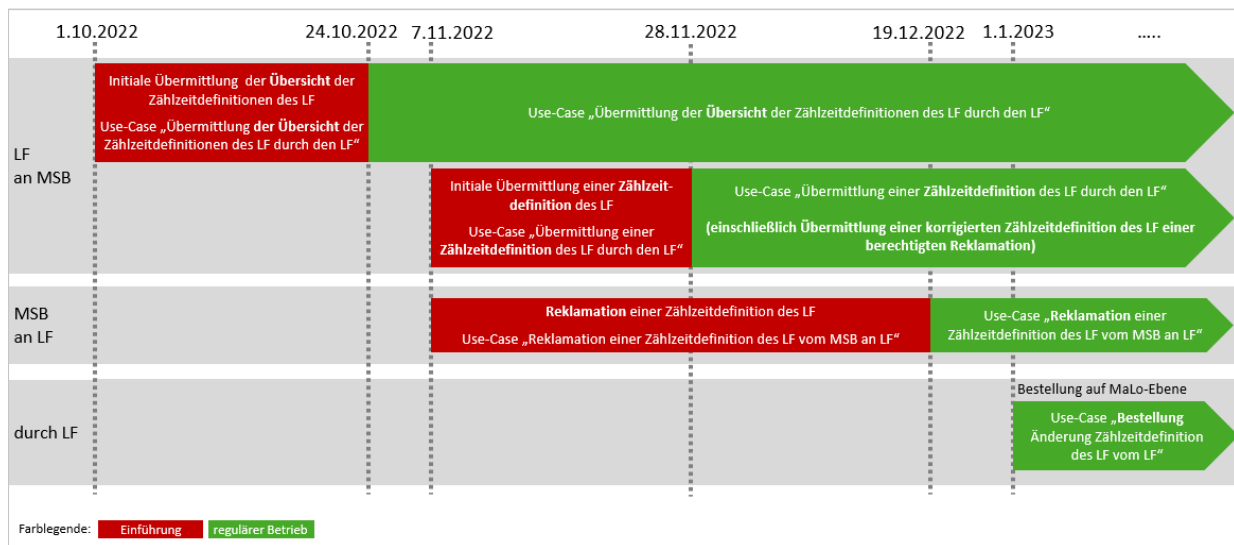 1.10.2022 24.10.2022 7.11.2022 28.11.2022 19.12.2022 1.1.2023 .....
LF
an MSB
Initiale Übermittlung der Übersicht der
Zählzeitdefinitionen des LF
Use-Case „Übermittlung der Übersicht der
Zählzeitdefinitionen des LF durch den LF“
Use-Case „Übermittlung der Übersicht der Zählzeitdefinitionen des LF durch den LF“
Initiale Übermittlung einer Zählzeit-
definition des LF
Use-Case „Übermittlung einer
Zählzeitdefinition des LF durch den LF“
Use-Case „Übermittlung einer Zählzeitdefinition des LF durch den LF“
(einschließlich Übermittlung einer korrigierten Zählzeitdefinition des LF einer
berechtigten Reklamation)
MSB
an LF
Reklamation einer Zählzeitdefinition des LF
Use-Case „Reklamation einer Zählzeitdefinition des LF vom MSB an LF“
Use-Case „Reklamation einer
Zählzeitdefinition des LF vom MSB an LF“
durch LF
Bestellung auf MaLo-Ebene
Use-Case „Bestellung
Änderung Zählzeitdefinition
des LF vom LF“
Farblegende: Einführung regulärer Betrieb